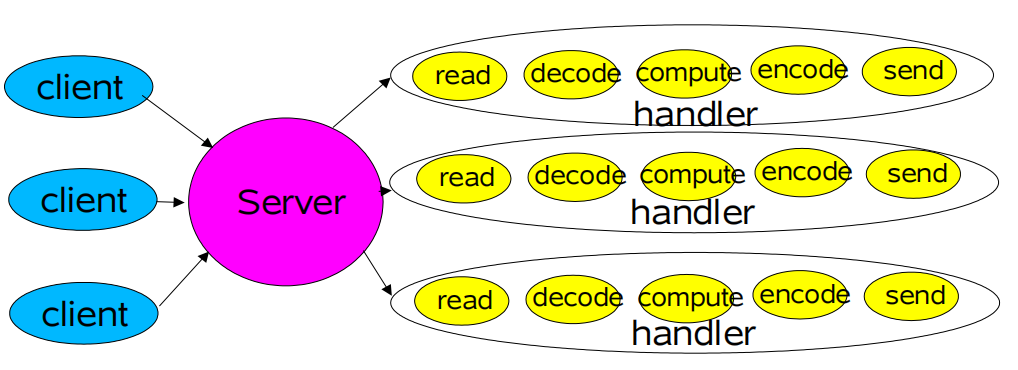 client
client
client
Server
read decode compute encode send
handler
read decode compute encode send
handler
read decode compute encode send
handler